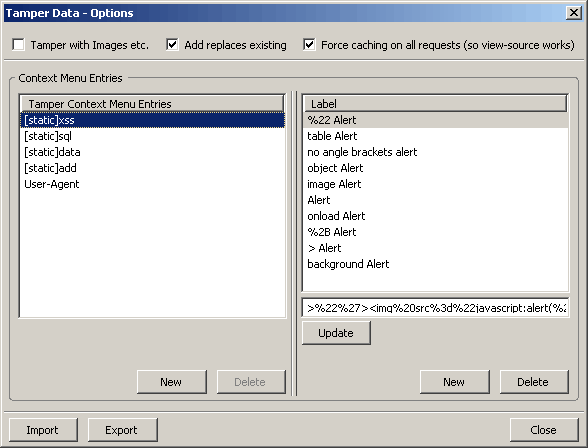 Tamper Data - Options
Tamper with Images etc.
Add replaces existing
Force caching on all requests (so view-source works)
Context Menu Entries
Tamper Context Menu Entries
[static]xss
[static]sql
[static]data
[static]add
User-Agent
New
Delete
Label
%22 Alert
table Alert
no angle brackets alert
object Alert
image Alert
Alert
onload Alert
%2B Alert
> Alert
background Alert
>%22%27><img%20src%3d%22javascript:alert(%2
Update
New
Delete
Import
Export
Close